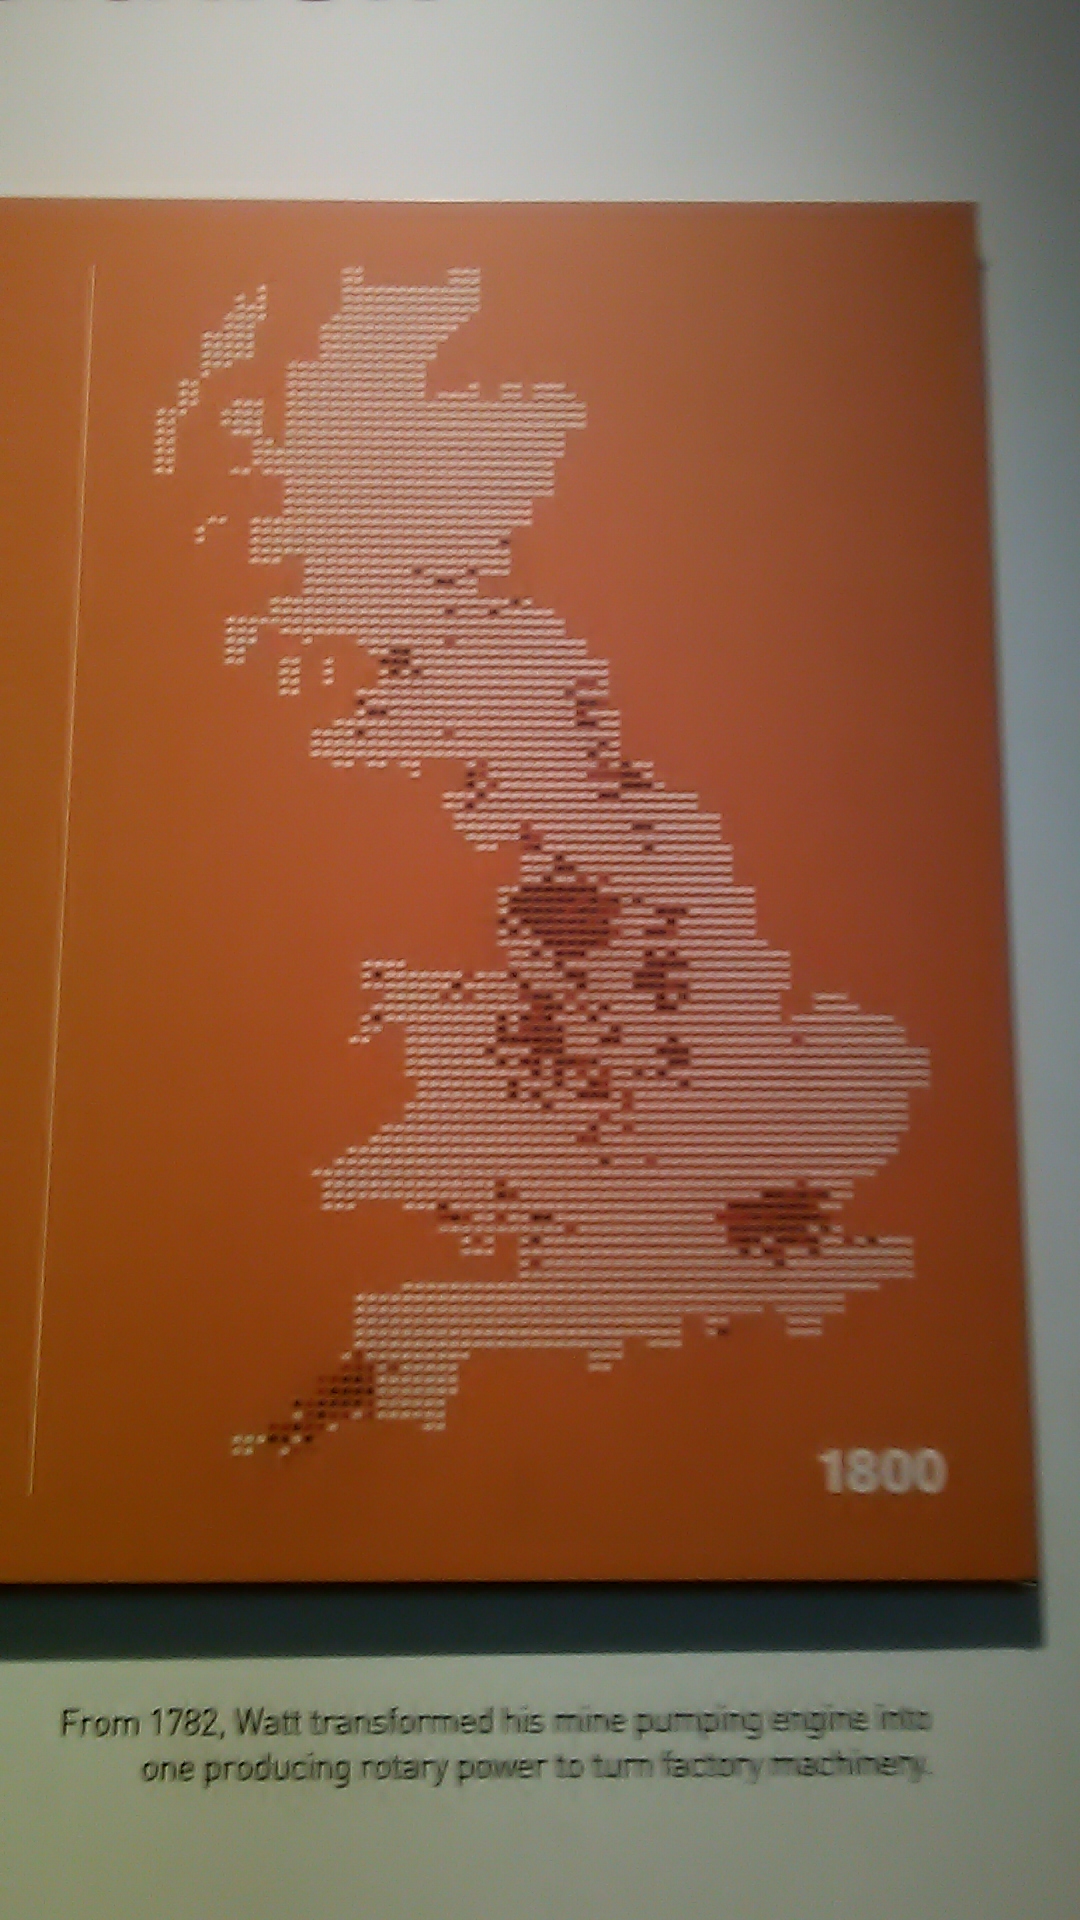 1800
From 1782, Watt transformed his mine pumping engine into
one producing rotary power to turn factory machinery.